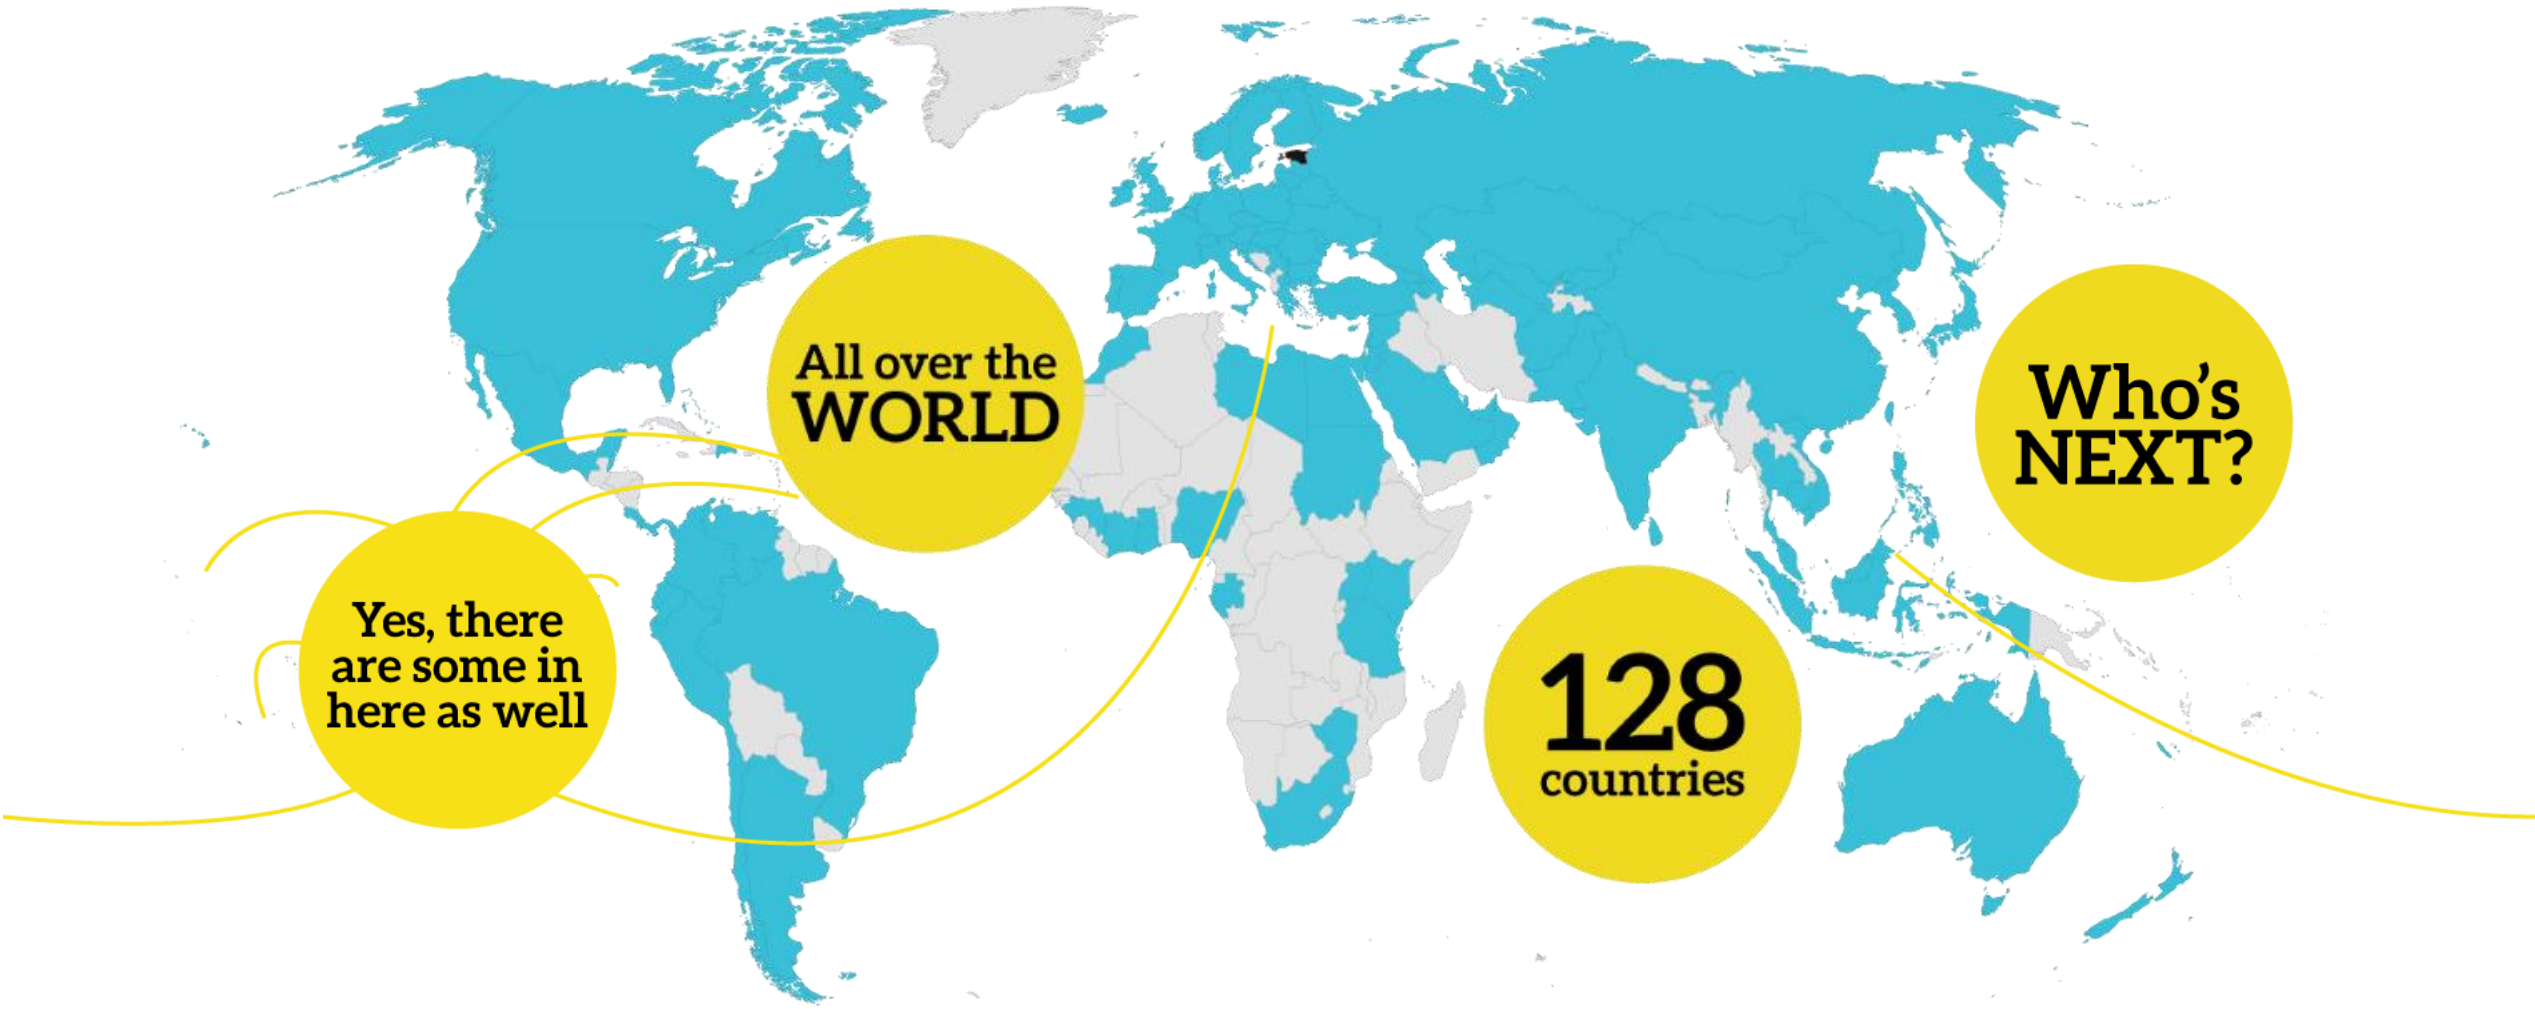 All over the
WORLD
Who's
NEXT?
Yes, there
are some in
here as well
128
countries